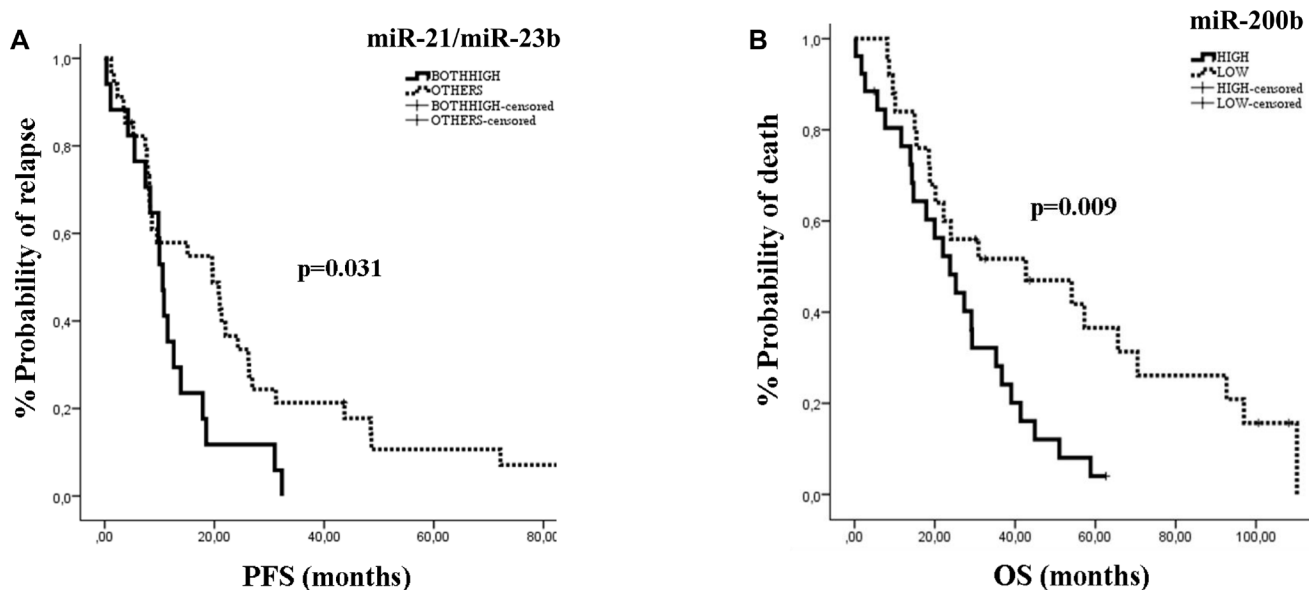 A
miR-21/miR-23b
BOTHHIGH
OTHERS
BOTHHIGH-censored
OTHERS-censored
% Probability of relapse
1,0
0,8
0,6
0,4
0,2
0,0
p=0.031
,00
20,00
40,00
60,00
80,00
PFS (months)
B
miR-200b
HIGH
LOW
HIGH-censored
LOW-censored
% Probability of death
1,0
0,8
0,6
0,4
0,2
0,0
p=0.009
,00
20,00
40,00
60,00
80,00
100,00
OS (months)